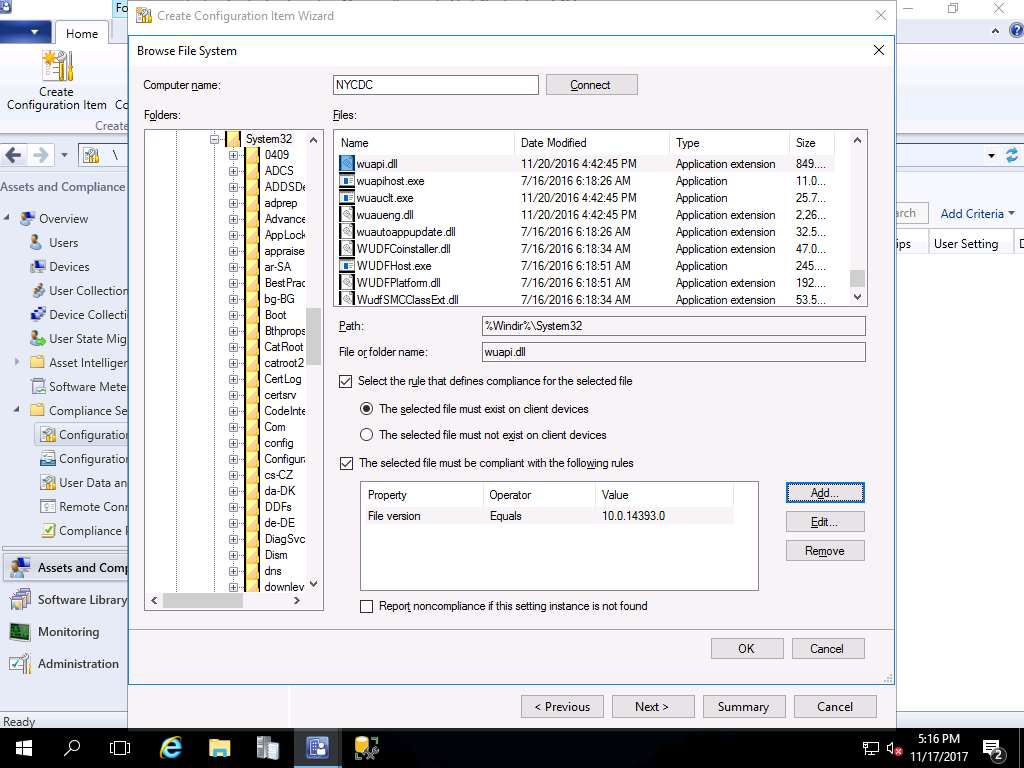 Create Configuration Item Wizard
Home
Browse File System
Create
Configuration Item
Create
Computer name:
NYCDC
Connect
Folders:
Files:
System32
0409
ADCS
ADDSDe
adprep
Advance
AppLock
appraise
ar-SA
BestPrac
bg-BG
Boot
Bthprops
CatRoot
catroot2
CertLog
certsrv
CodeInte
Com
config
Configura
cs-CZ
da-DK
DDFs
de-DE
DiagSvc
Dism
dns
downlev
Name Date Modified Type Size
wuapi.dll 11/20/2016 4:42:45 PM Application extension 849....
wuapihost.exe 7/16/2016 6:18:26 AM Application 11.0...
wuauclt.exe 11/20/2016 4:42:45 PM Application 25.7...
wuaueng.dll 11/20/2016 4:42:45 PM Application extension 2,26...
wuautoappupdate.dll 7/16/2016 6:18:26 AM Application extension 32.5...
WUDFCoinstaller.dll 7/16/2016 6:18:34 AM Application extension 47.0...
WUDFHost.exe 7/16/2016 6:18:51 AM Application 245....
WUDFPlatform.dll 7/16/2016 6:18:51 AM Application extension 192....
WudfSMCClassExt.dll 7/16/2016 6:18:34 AM Application extension 53.5...
Path:
%Windir%\System32
File or folder name:
wuapi.dll
Select the rule that defines compliance for the selected file
The selected file must exist on client devices
The selected file must not exist on client devices
The selected file must be compliant with the following rules
Property Operator Value
File version Equals 10.0.14393.0
Add...
Edit...
Remove
Report noncompliance if this setting instance is not found
OK
Cancel
< Previous
Next >
Summary
Cancel
\
Assets and Compliance
Overview
Users
Devices
User Collection
Device Collecti
User State Mig
Asset Intelliger
Software Mete
Compliance Se
Configuratio
Configuratio
User Data an
Remote Conn
Compliance P
Assets and Comp
Software Library
Monitoring
Administration
arch
Add Criteria
ips
User Setting
D
Ready
5:16 PM
11/17/2017
2